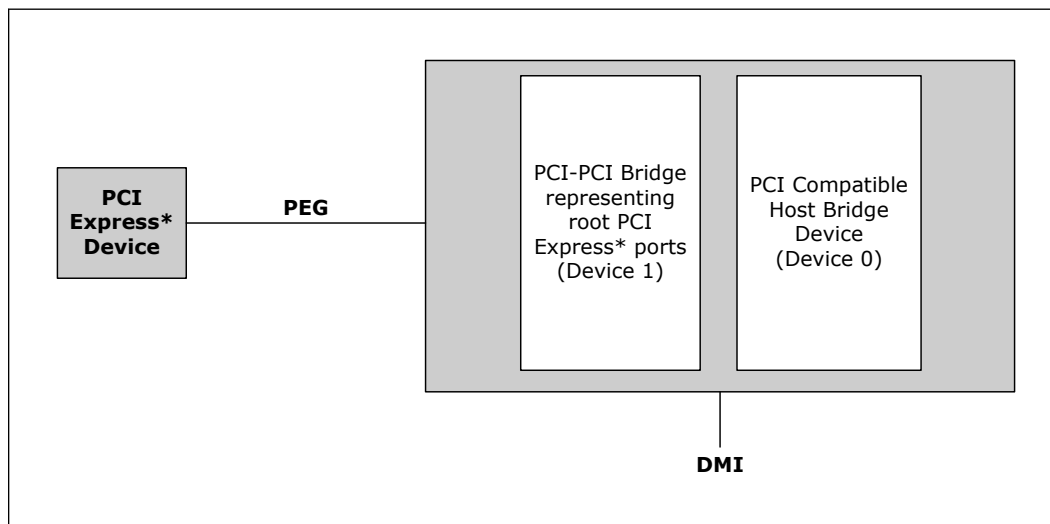 PCI
Express*
Device
PEG
PCI-PCI Bridge
representing
root PCI
Express* ports
(Device 1)
PCI Compatible
Host Bridge
Device
(Device 0)
DMI